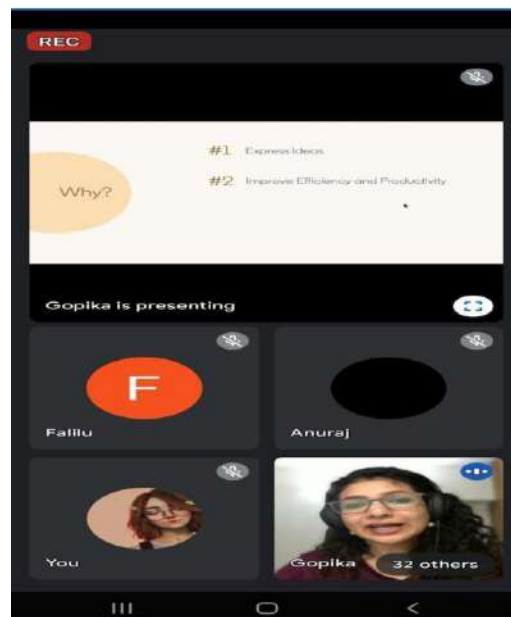 REC
Why?
#1 Express Ideas
#2 Improve Efficiency and Productivity
Gopika is presenting
F
Falilu
Anuraj
You
Gopika
32 others